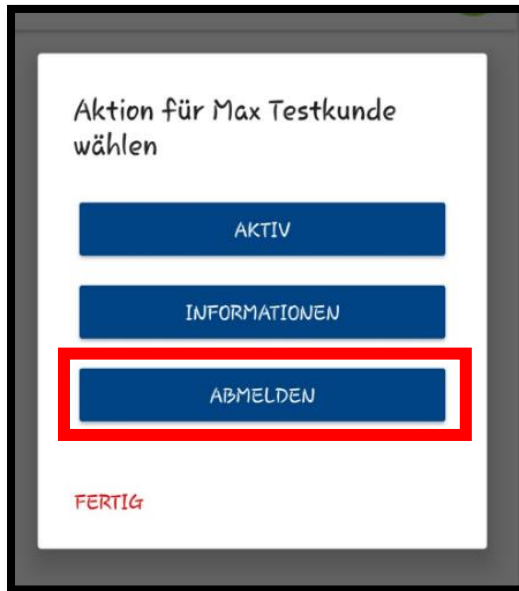 Aktion für Max Testkunde
wählen
AKTIV
INFORMATIONEN
ABMELDEN
FERTIG